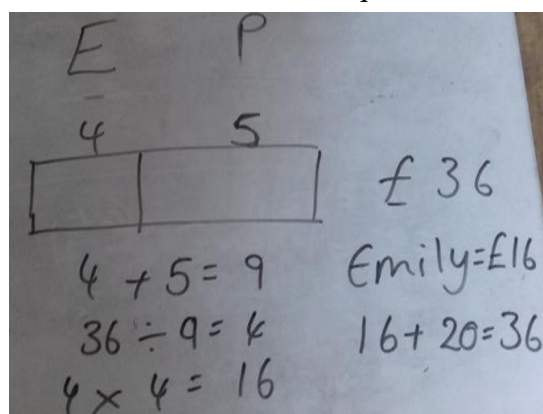 E P
4 5
£36
4 + 5 = 9
Emily=£16
36 ÷ 9 = 4
16 + 20 = 36
4 × 4 = 16